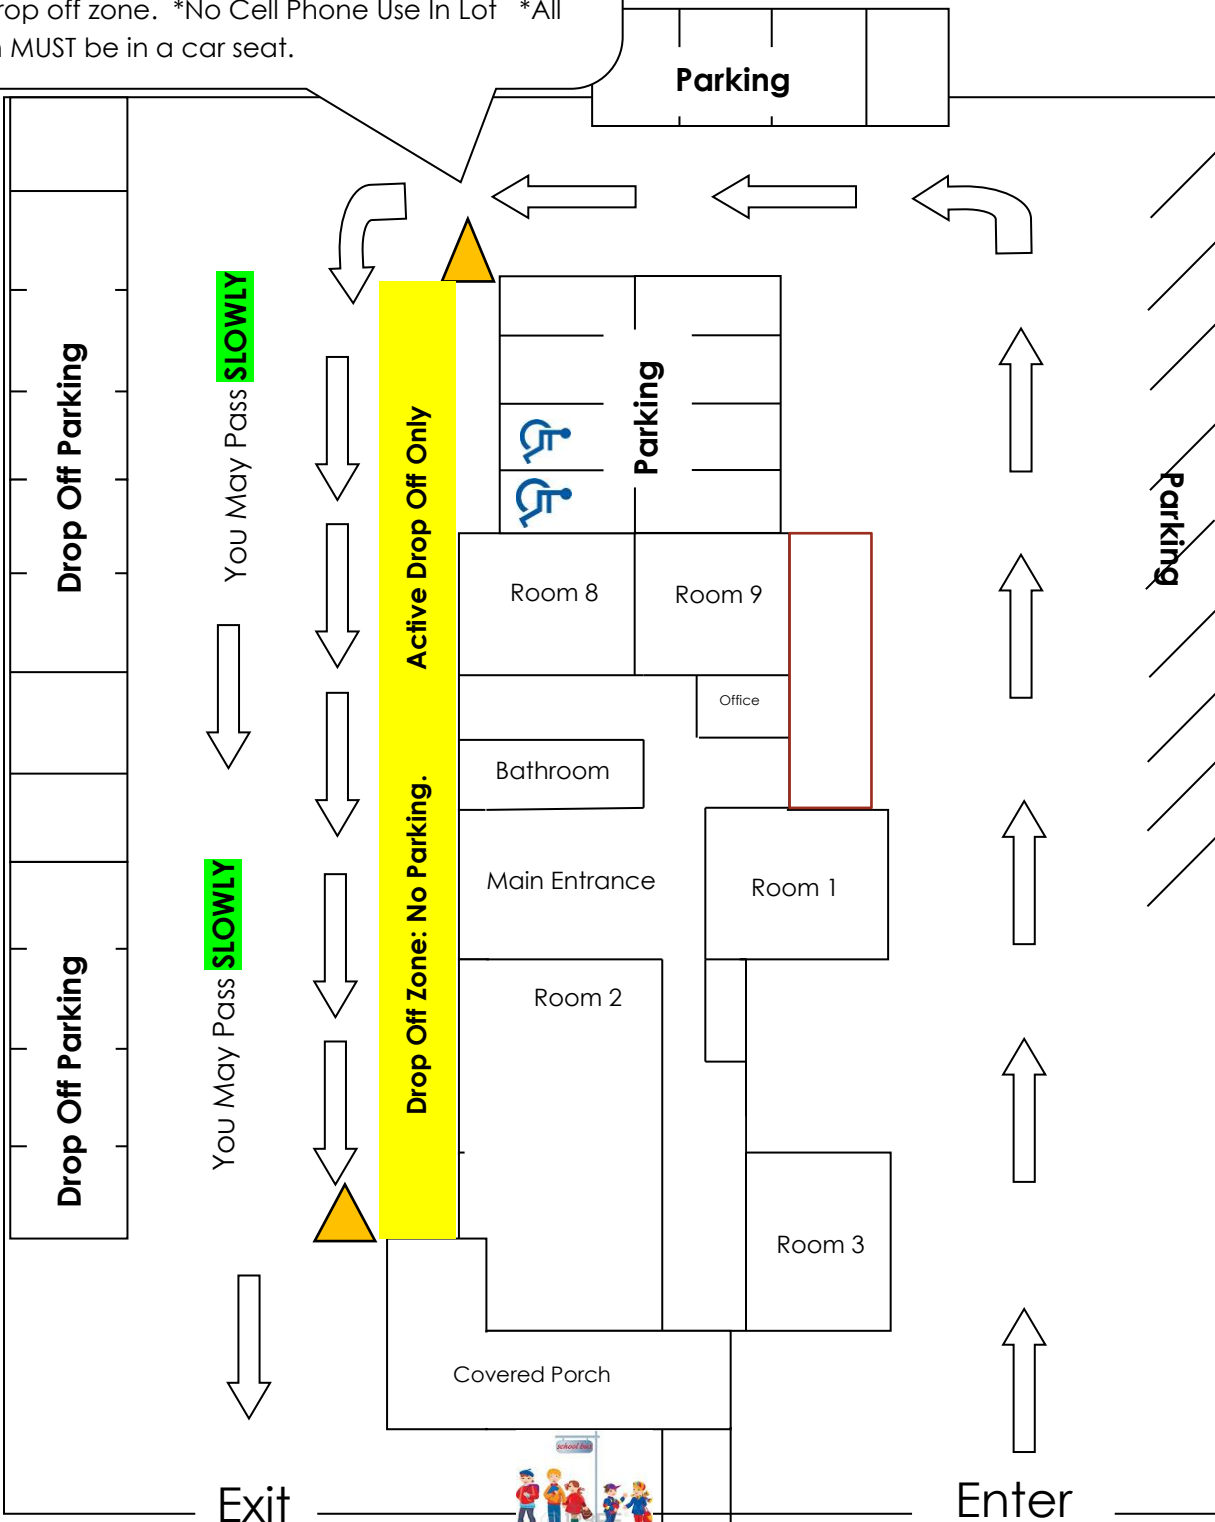 rop off zone.  *No Cell Phone Use In Lot   *All
MUST be in a car seat.
Parking
Drop Off Parking
You May Pass SLOWLY
Active Drop Off Only
Parking
Parking
Room 8
Room 9
Office
Bathroom
Drop Off Zone: No Parking.
Main Entrance
Room 1
You May Pass SLOWLY
Drop Off Parking
Room 2
Room 3
Covered Porch
school bus
Exit
Enter